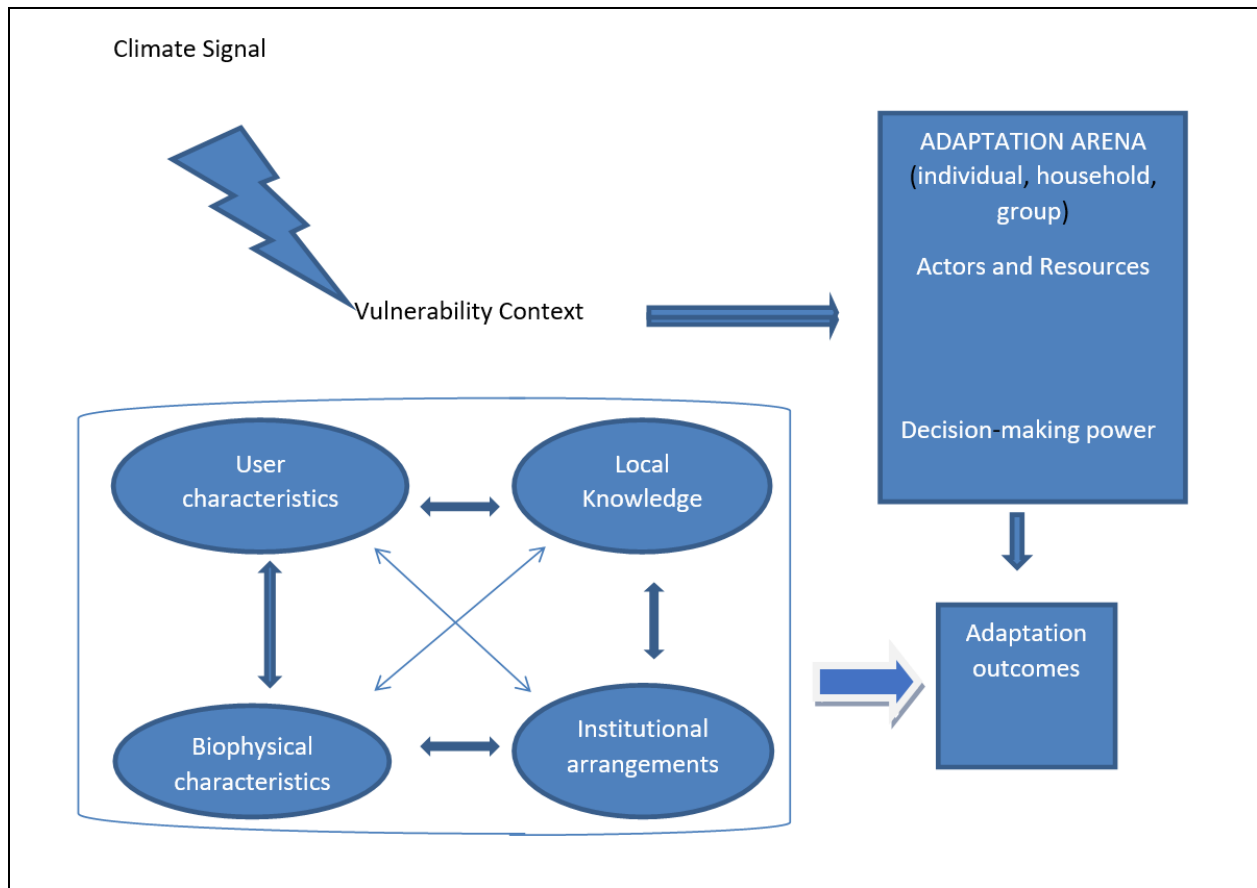 Climate Signal
ADAPTATION ARENA
(individual, household,
group)
Actors and Resources
Vulnerability Context
Decision-making power
User
characteristics
Local
Knowledge
Adaptation
outcomes
Biophysical
characteristics
Institutional
arrangements